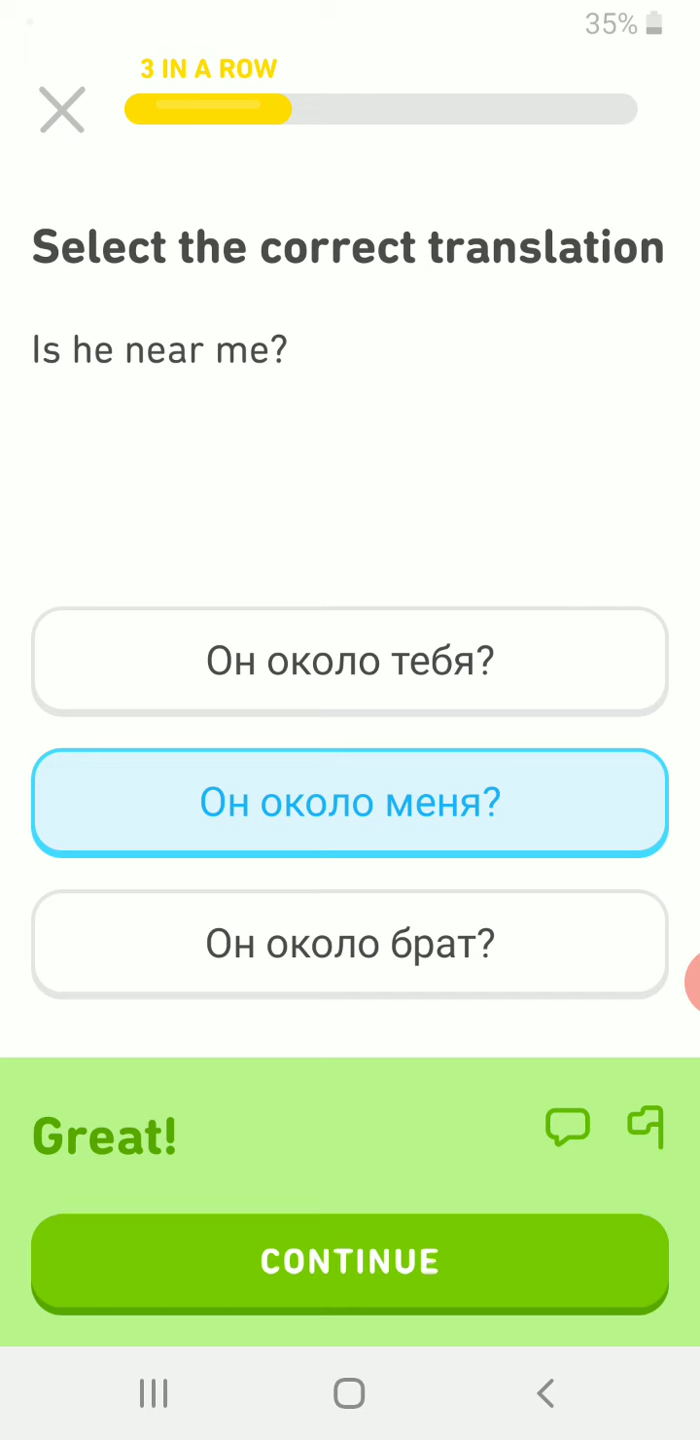 35%
3 IN A ROW
Select the correct translation
Is he near me?
Он около тебя?
Он около меня?
Он около брат?
Great!
CONTINUE